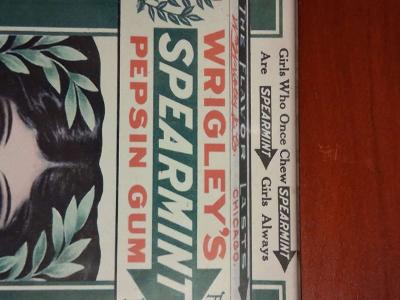 WRIGLEY'S
SPEARMINT
PEPSIN GUM
THE FLAVOR LASTS
CHICAGO
Girls Who Once Chew SPEARMINT
Are SPEARMINT Girls Always